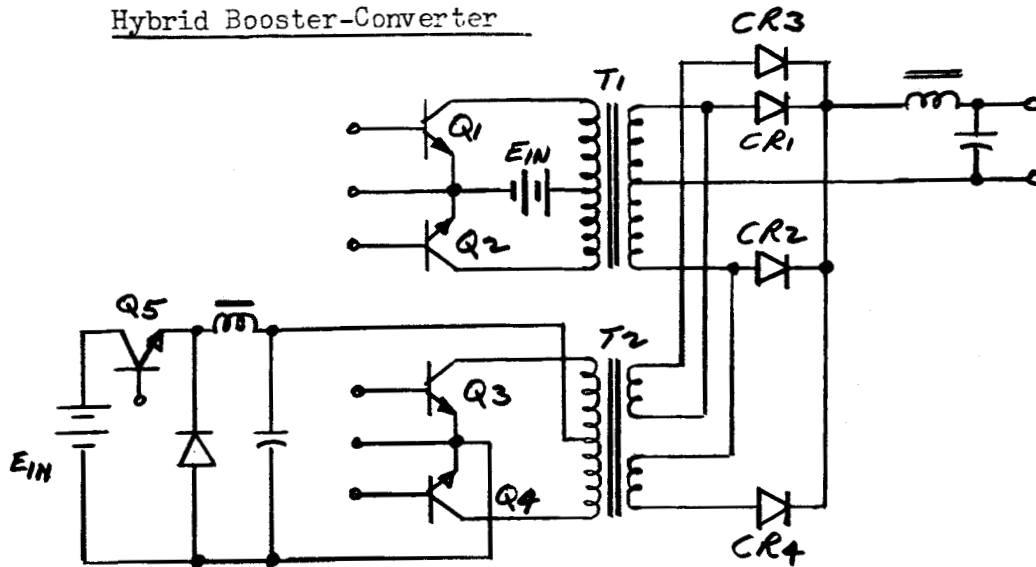 Hybrid Booster-Converter
CR3
T1
Q1
EIN
CR1
Q2
CR2
Q5
T2
Q3
EIN
Q4
CR4